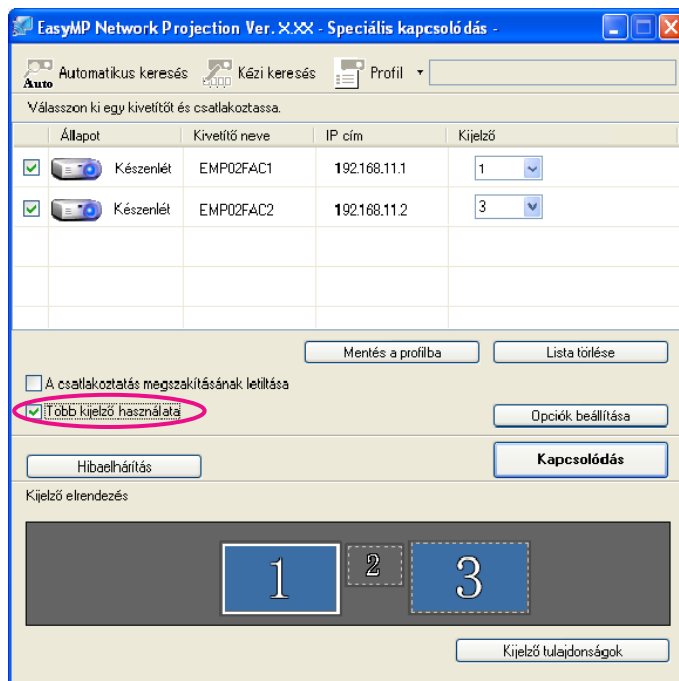 EasyMP Network Projection Ver. X.XX - Speciális kapcsolódás -
Auto Automatikus keresés Kézi keresés Profil
Válasszon ki egy kivetítőt és csatlakoztassa.
Állapot Kivetítő neve IP cím Kijelző
Készenlét EMP02FAC1 192.168.11.1 1
Készenlét EMP02FAC2 192.168.11.2 3
Mentés a profilba Lista törlése
A csatlakoztatás megszakításának letiltása
Több kijelző használata
Opciók beállítása
Hibaelhárítás Kapcsolódás
Kijelző elrendezés
1 2 3
Kijelző tulajdonságok